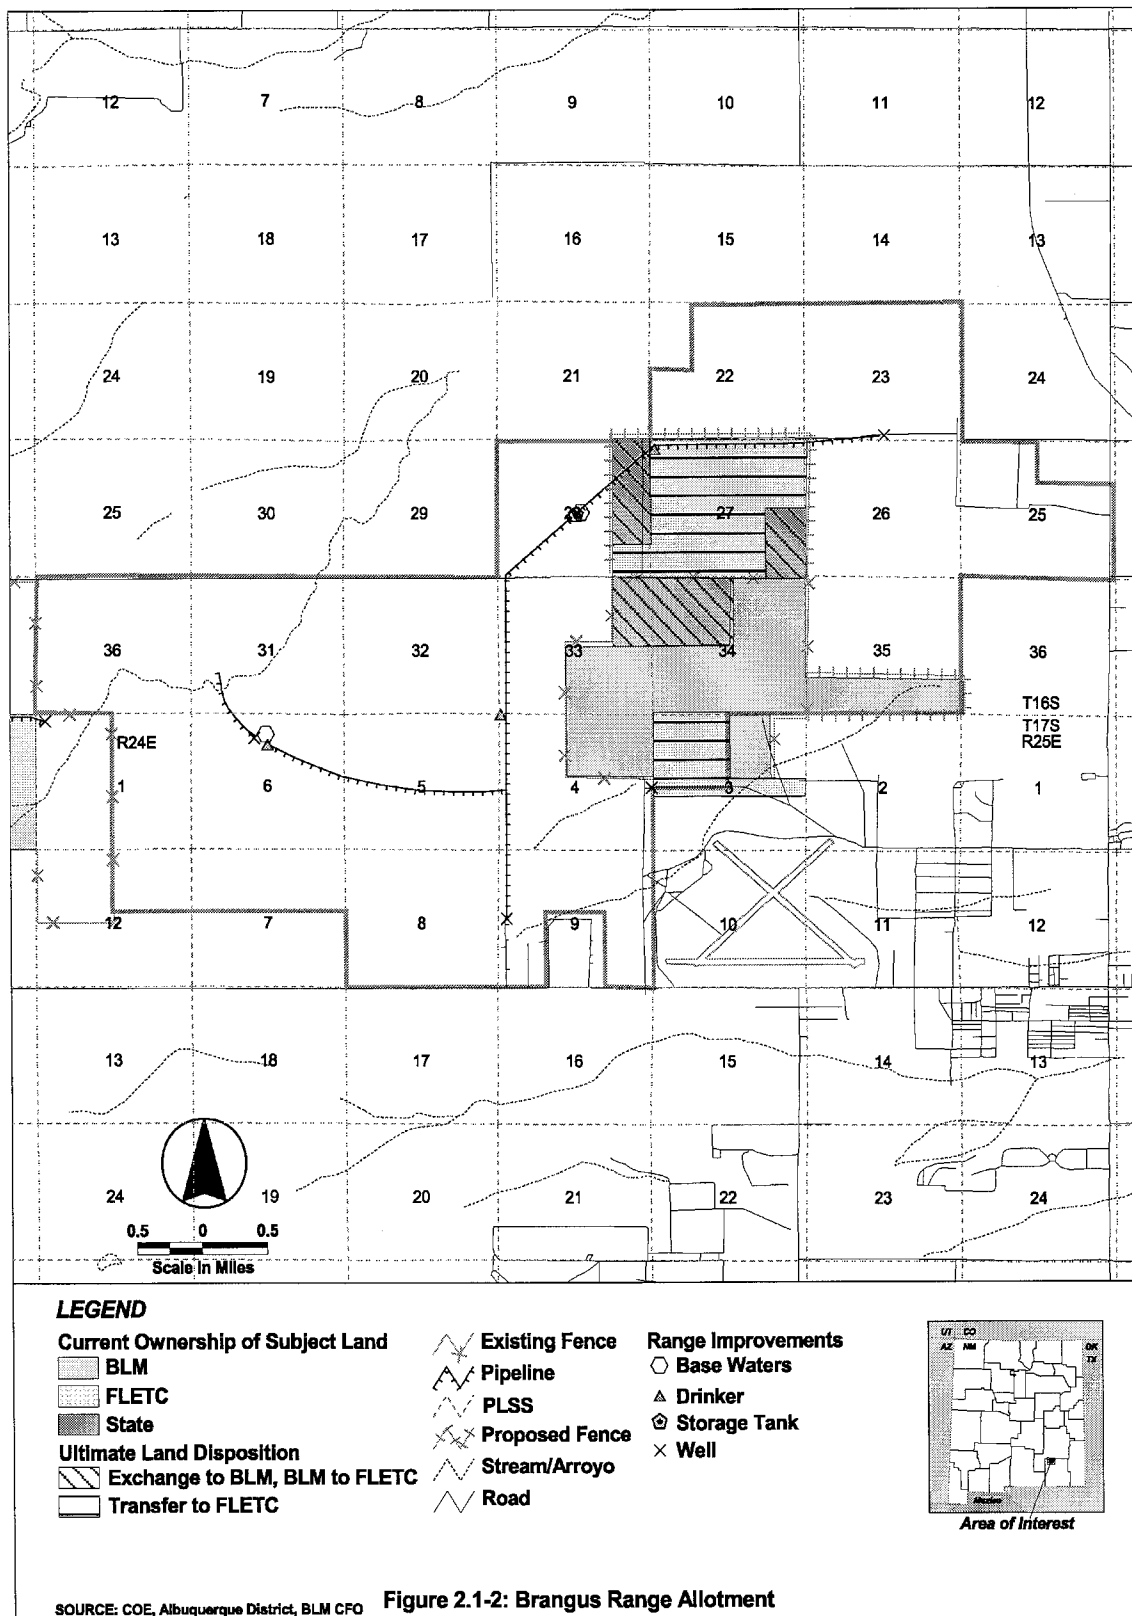 12 7 8 9 10 11 12
13 18 17 16 15 14 13
24 19 20 21 22 23 24
25 30 29 27 26 25
36 31 32 33 34 35 36
T16S
T17S
R24E R25E
1 6 5 4 3 2 1
12 7 8 9 10 11 12
13 18 17 16 15 14 13
24 19 20 21 22 23 24
0.5 0 0.5
Scale In Miles
LEGEND
Current Ownership of Subject Land
BLM
FLETC
State
Ultimate Land Disposition
Exchange to BLM, BLM to FLETC
Transfer to FLETC
Existing Fence
Pipeline
PLSS
Proposed Fence
Stream/Arroyo
Road
Range Improvements
Base Waters
Drinker
Storage Tank
Well
UT CO
AZ NM OK
TX
Mexico
Area of Interest
SOURCE: COE, Albuquerque District, BLM CFO
Figure 2.1-2: Brangus Range Allotment